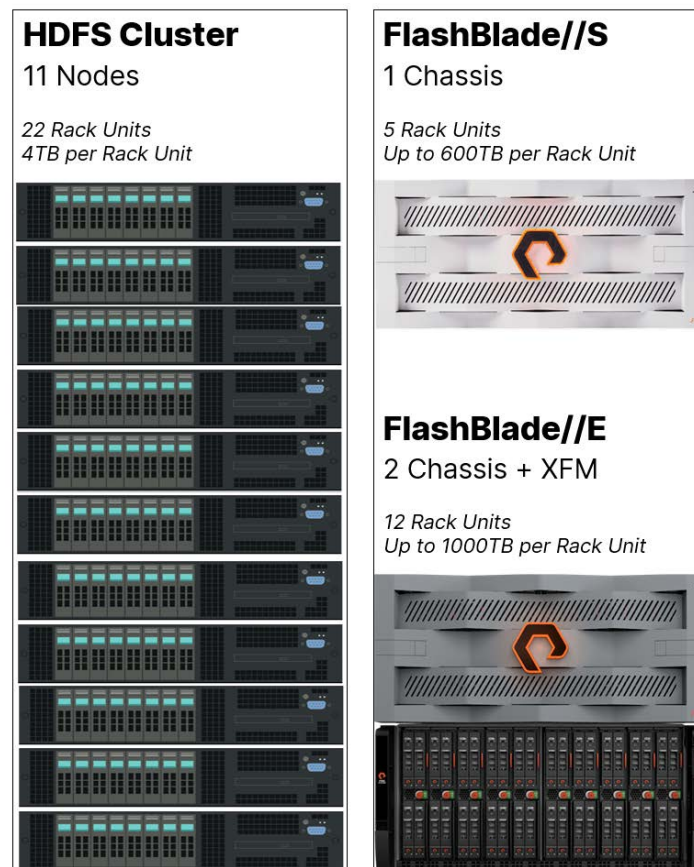 HDFS Cluster
11 Nodes
22 Rack Units
4TB per Rack Unit
FlashBlade//S
1 Chassis
5 Rack Units
Up to 600TB per Rack Unit
FlashBlade//E
2 Chassis + XFM
12 Rack Units
Up to 1000TB per Rack Unit